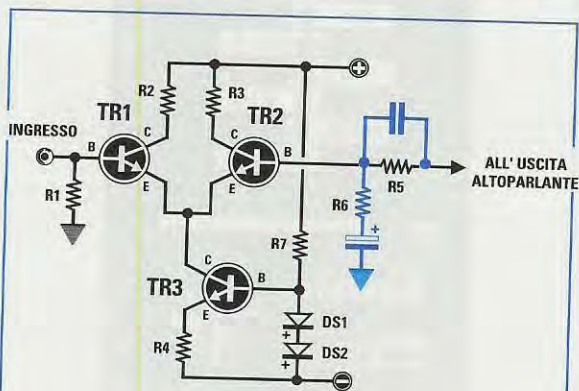 R2
R3
TR1
TR2
INGRESSO
B
C
E
C
E
B
R1
R5
ALL' USCITA
ALTOPARLANTE
R6
+
R7
C
B
E
TR3
DS1
+
DS2
+
R4
+
−